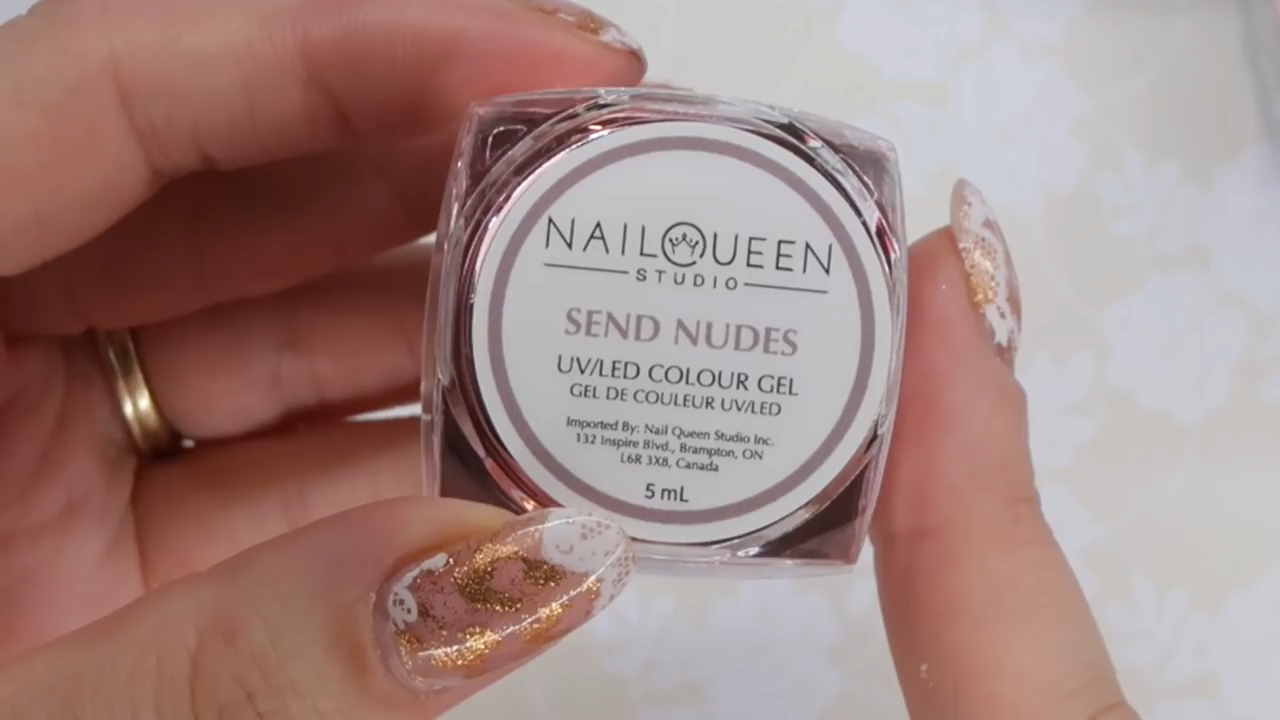 NAILQUEEN
STUDIO
SEND NUDES
UV/LED COLOUR GEL
GEL DE COULEUR UV/LED
Imported By: Nail Queen Studio Inc.
132 Inspire Blvd., Brampton, ON
L6R 3X8, Canada
5 mL